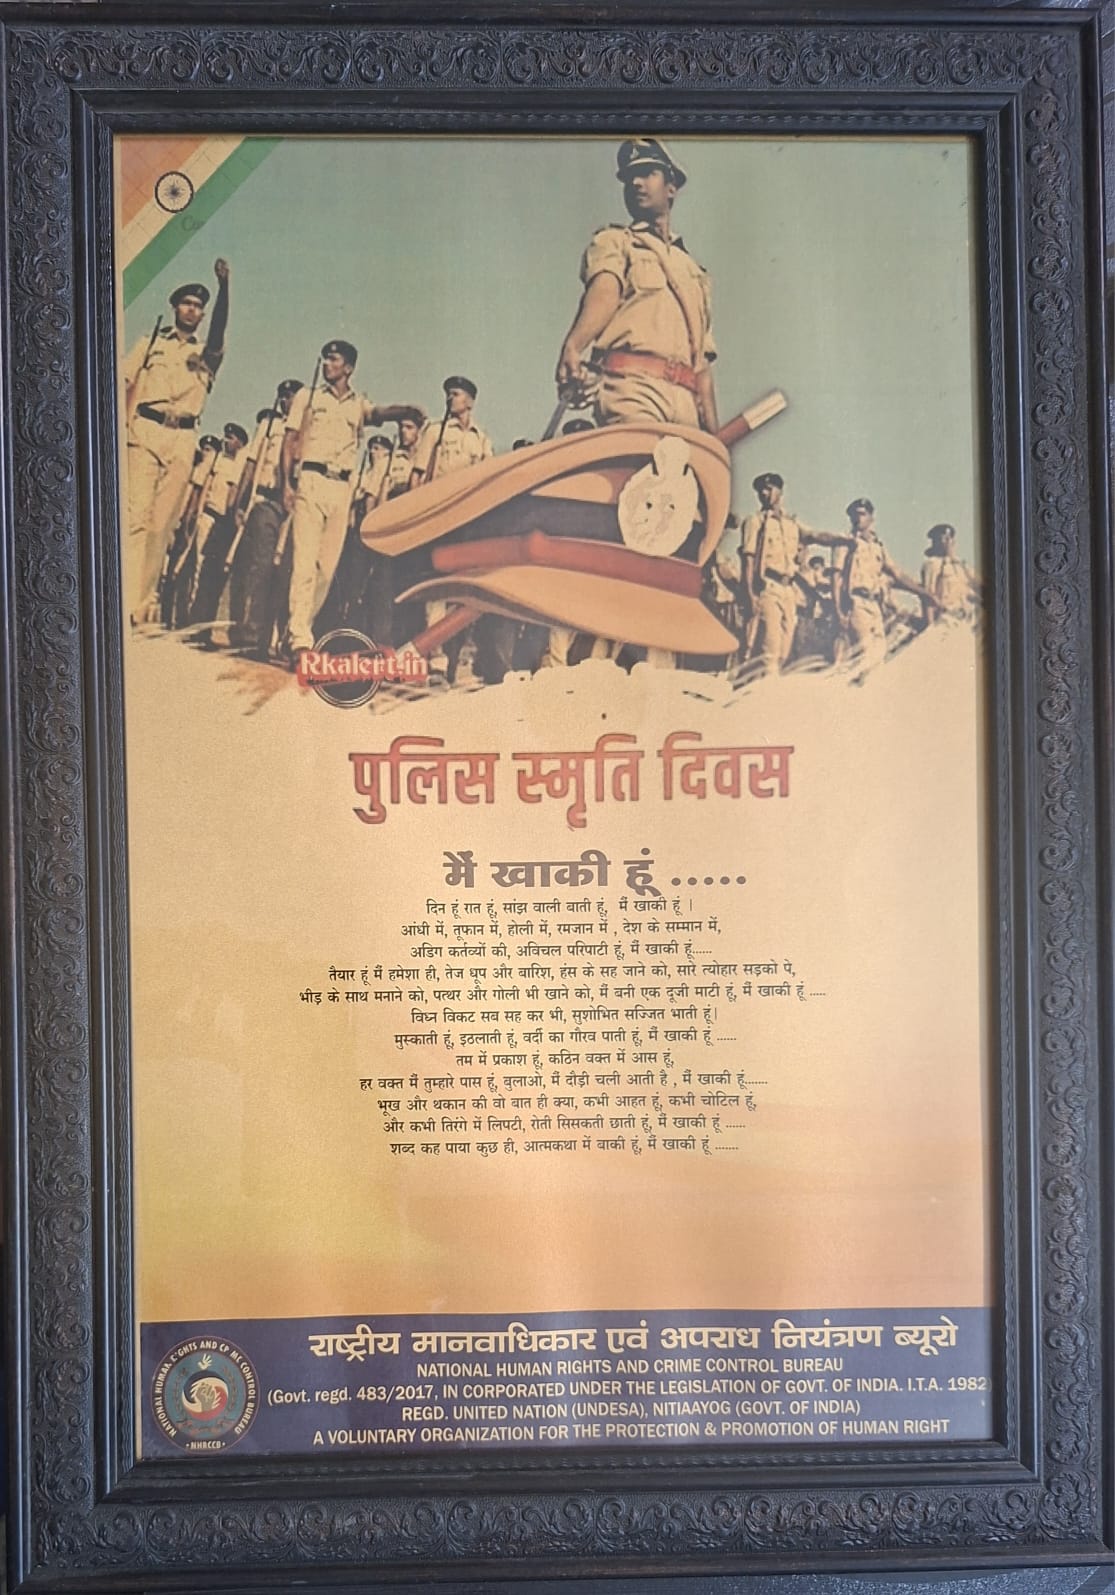 Rkalert.in
पुलिस स्मृति दिवस
मैं खाकी हूं .....
दिन हूं रात हूं, सांझ वाली बाती हूं, मैं खाकी हूं ।
आंधी में, तूफान में, होली में, रमजान में , देश के सम्मान में,
अडिग कर्तव्यों की, अविचल परिपाटी हूं, मैं खाकी हूं......
तैयार हूं मैं हमेशा ही, तेज धूप और बारिश, हंस के सह जाने को, सारे त्योहार सड़को पे,
भीड़ के साथ मनाने को, पत्थर और गोली भी खाने को, मैं बनी एक दूजी माटी हूं, मैं खाकी हूं .....
विध्न विकट सब सह कर भी, सुशोभित सज्जित भाती हूं।
मुस्काती हूं, इठलाती हूं, वर्दी का गौरव पाती हूं, मैं खाकी हूं ......
तम में प्रकाश हूं, कठिन वक्त में आस हूं,
हर वक्त मैं तुम्हारे पास हूं, बुलाओ, मैं दौड़ी चली आती है , मैं खाकी हूं.......
भूख और थकान की वो बात ही क्या, कभी आहत हूं, कभी चोटिल हूं,
और कभी तिरंगे में लिपटी, रोती सिसकती छाती हूं, मैं खाकी हूं ......
शब्द कह पाया कुछ ही, आत्मकथा में बाकी हूं, मैं खाकी हूं .......
राष्ट्रीय मानवाधिकार एवं अपराध नियंत्रण ब्यूरो
NATIONAL HUMAN RIGHTS AND CRIME CONTROL BUREAU
(Govt. regd. 483/2017, IN CORPORATED UNDER THE LEGISLATION OF GOVT. OF INDIA. I.T.A. 1982
REGD. UNITED NATION (UNDESA), NITIAAYOG (GOVT. OF INDIA)
A VOLUNTARY ORGANIZATION FOR THE PROTECTION & PROMOTION OF HUMAN RIGHT
NATIONAL HUMAN CONTROL BUREAU
NHRCCB